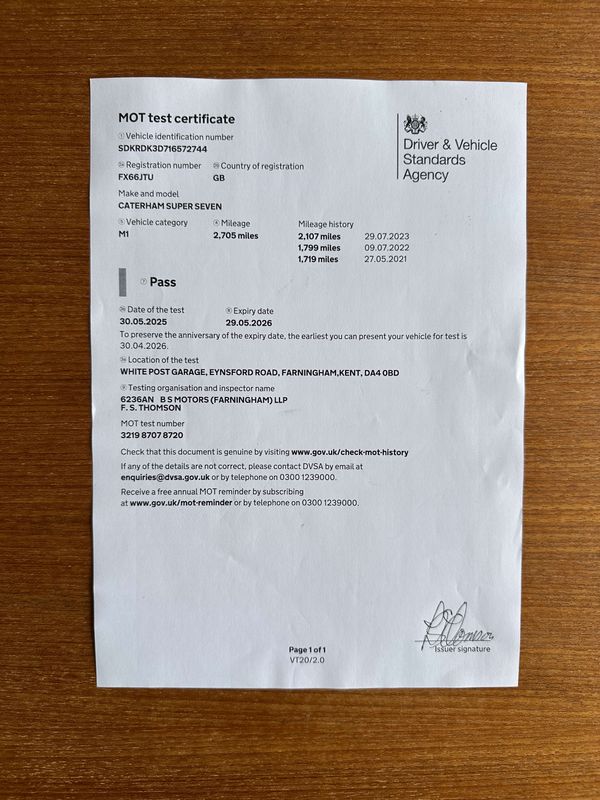 MOT test certificate
① Vehicle identification number
SDKRDK3D716572744
Registration number Country of registration
FX66JTU GB
Make and model
CATERHAM SUPER SEVEN
Vehicle category Mileage Mileage history
M1 2,705 miles 2,107 miles 29.07.2023
1,799 miles 09.07.2022
1,719 miles 27.05.2021
Driver & Vehicle
Standards
Agency
Pass
Date of the test Expiry date
30.05.2025 29.05.2026
To preserve the anniversary of the expiry date, the earliest you can present your vehicle for test is
30.04.2026.
Location of the test
WHITE POST GARAGE, EYNSFORD ROAD, FARNINGHAM,KENT, DA4 0BD
Testing organisation and inspector name
6236AN B S MOTORS (FARNINGHAM) LLP
F. S. THOMSON
MOT test number
3219 8707 8720
Check that this document is genuine by visiting www.gov.uk/check-mot-history
If any of the details are not correct, please contact DVSA by email at
enquiries@dvsa.gov.uk or by telephone on 0300 1239000.
Receive a free annual MOT reminder by subscribing
at www.gov.uk/mot-reminder or by telephone on 0300 1239000.
Issuer signature
Page 1 of 1
VT20/2.0